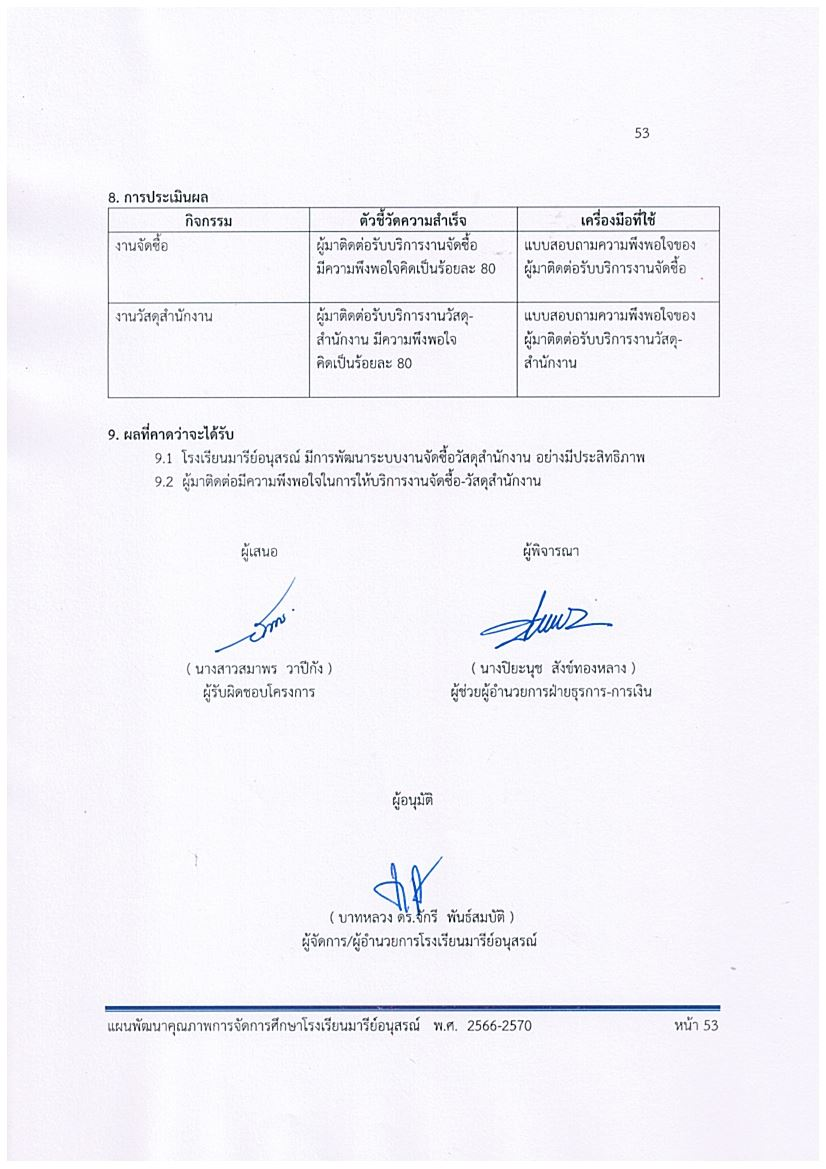 53
8. การประเมินผล
กิจกรรม ตัวชี้วัดความสำเร็จ เครื่องมือที่ใช้
งานจัดซื้อ ผู้มาติดต่อรับบริการงานจัดซื้อ แบบสอบถามความพึงพอใจของ
มีความพึงพอใจคิดเป็นร้อยละ 80 ผู้มาติดต่อรับบริการงานจัดซื้อ
งานวัสดุสำนักงาน ผู้มาติดต่อรับบริการงานวัสดุ- แบบสอบถามความพึงพอใจของ
สำนักงาน มีความพึงพอใจ ผู้มาติดต่อรับบริการงานวัสดุ-
คิดเป็นร้อยละ 80 สำนักงาน
9. ผลที่คาดว่าจะได้รับ
9.1 โรงเรียนมารีย์อนุสรณ์ มีการพัฒนาระบบงานจัดซื้อวัสดุสำนักงาน อย่างมีประสิทธิภาพ
9.2 ผู้มาติดต่อมีความพึงพอใจในการให้บริการงานจัดซื้อ-วัสดุสำนักงาน
ผู้เสนอ ผู้พิจารณา
( นางสาวสมาพร วาปีกัง ) ( นางปิยะนุช สังข์ทองหลาง )
ผู้รับผิดชอบโครงการ ผู้ช่วยผู้อำนวยการฝ่ายธุรการ-การเงิน
ผู้อนุมัติ
( บาทหลวง ดร.จักรี พันธ์สมบัติ )
ผู้จัดการ/ผู้อำนวยการโรงเรียนมารีย์อนุสรณ์
แผนพัฒนาคุณภาพการจัดการศึกษาโรงเรียนมารีย์อนุสรณ์ พ.ศ. 2566-2570 หน้า 53